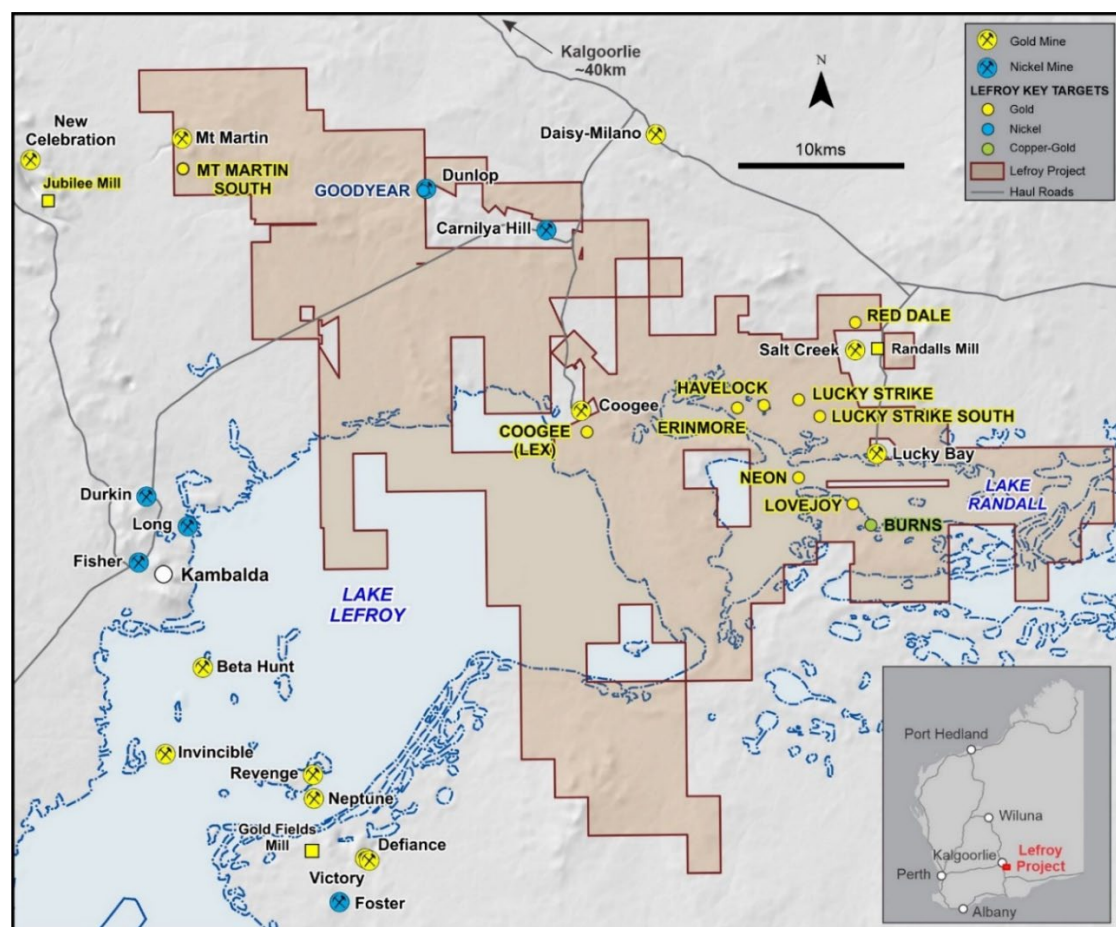 Kalgoorlie
~40km
N
10kms
Gold Mine
Nickel Mine
LEFROY KEY TARGETS
Gold
Nickel
Copper-Gold
Lefroy Project
Haul Roads
New
Celebration
Jubilee Mill
Mt Martin
MT MARTIN
SOUTH
Daisy-Milano
GOODYEAR
Dunlop
Carnilya Hill
RED DALE
Salt Creek
Randalls Mill
HAVELOCK
LUCKY STRIKE
Coogee
ERINMORE
LUCKY STRIKE SOUTH
COOGEE
(LEX)
Lucky Bay
NEON
LAKE
RANDALL
LOVEJOY
BURNS
Durkin
Long
Fisher
Kambalda
LAKE
LEFROY
Beta Hunt
Invincible
Revenge
Neptune
Gold Fields
Mill
Defiance
Victory
Foster
Port Hedland
Wiluna
Kalgoorlie
Lefroy
Project
Perth
Albany